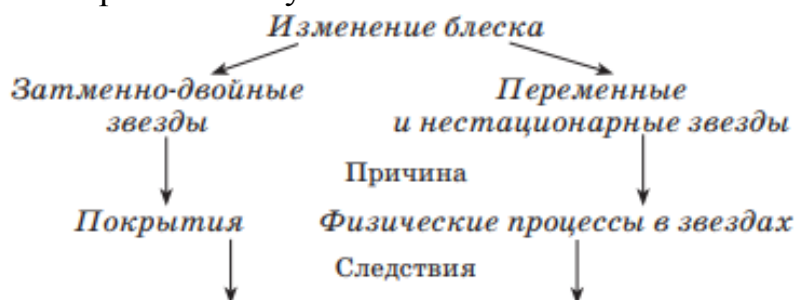 Изменение блеска
Затменно-двойные
звезды
Переменные
и нестационарные звезды
Причина
Покрытия
Физические процессы в звездах
Следствия